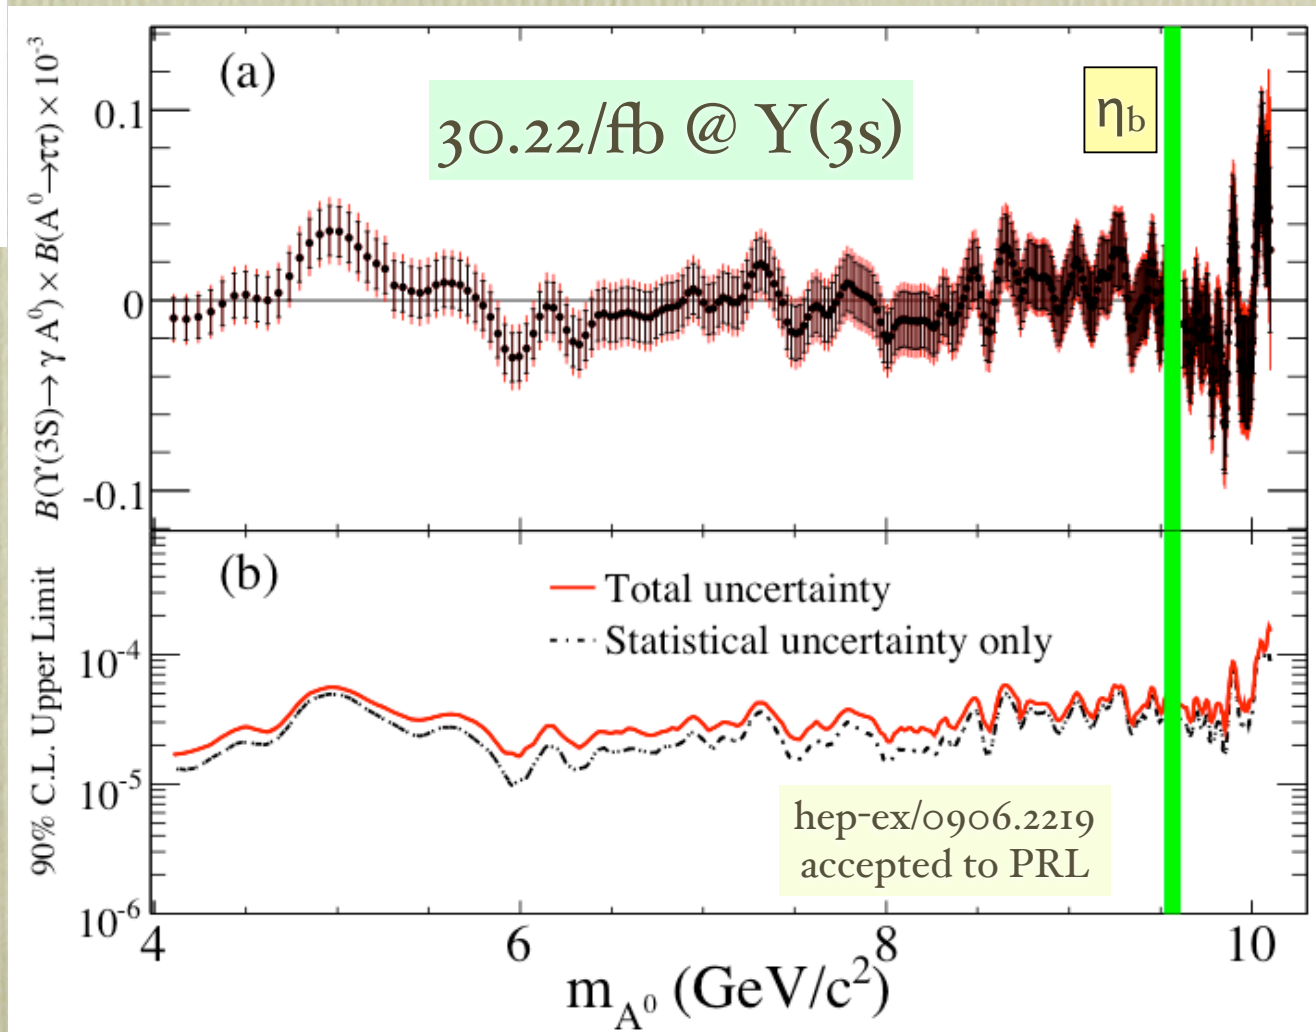 (a)
30.22/fb @ Υ(3s)
ηb
B(ϒ(3S)→ γ A⁰) × B(A⁰→ττ) × 10⁻³
0.1
0
-0.1
(b)
Total uncertainty
Statistical uncertainty only
90% C.L. Upper Limit
10⁻⁴
10⁻⁵
10⁻⁶
hep-ex/0906.2219
accepted to PRL
4 6 8 10
m_A⁰ (GeV/c²)